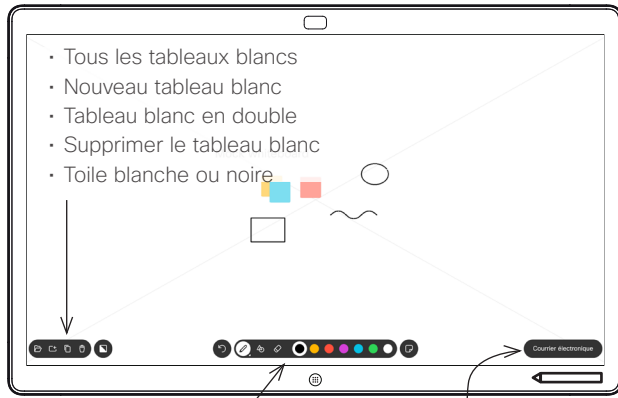 • Tous les tableaux blancs
• Nouveau tableau blanc
• Tableau blanc en double
• Supprimer le tableau blanc
• Toile blanche ou noire
Courrier électronique